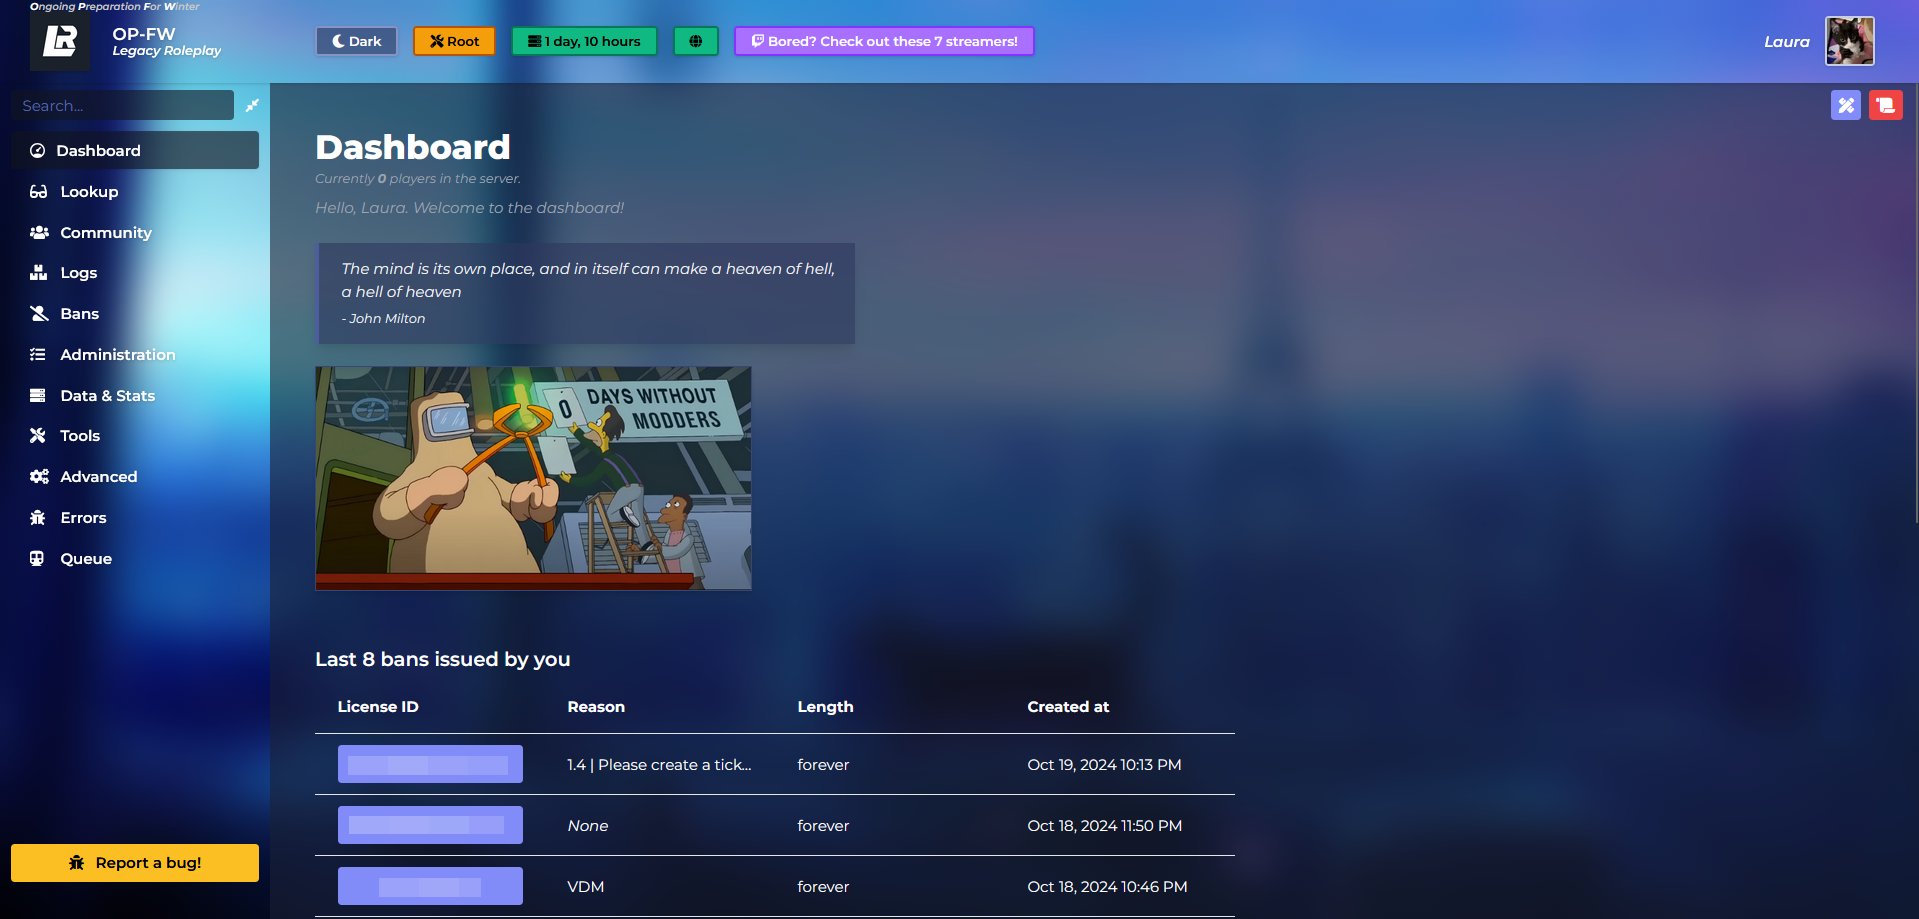 Ongoing Preparation For Winter
OP-FW
Legacy Roleplay
Dark
Root
1 day, 10 hours
Bored? Check out these 7 streamers!
Laura
Search...
Dashboard
Lookup
Community
Logs
Bans
Administration
Data & Stats
Tools
Advanced
Errors
Queue
Report a bug!
Dashboard
Currently 0 players in the server.
Hello, Laura. Welcome to the dashboard!
The mind is its own place, and in itself can make a heaven of hell,
a hell of heaven
- John Milton
0 DAYS WITHOUT
MODDERS
Last 8 bans issued by you
License ID Reason Length Created at
1.4 | Please create a tick... forever Oct 19, 2024 10:13 PM
None forever Oct 18, 2024 11:50 PM
VDM forever Oct 18, 2024 10:46 PM